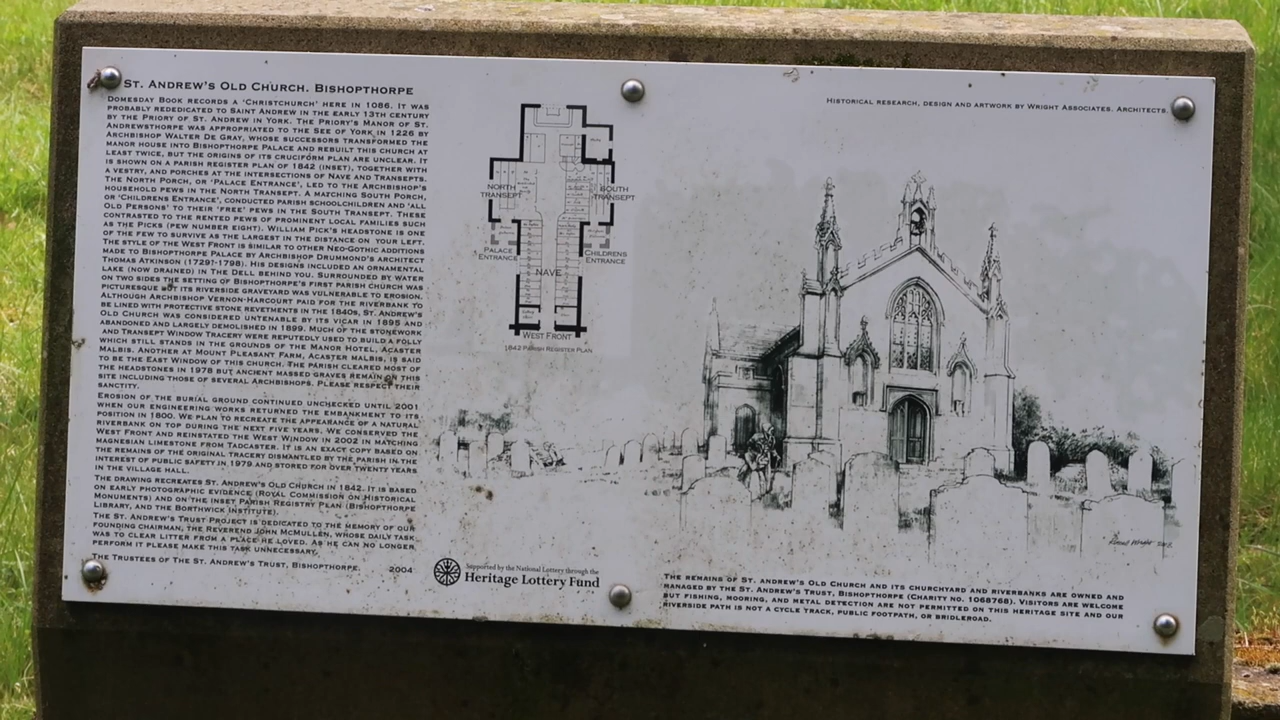 ST. ANDREW'S OLD CHURCH. BISHOPTHORPE
DOMESDAY BOOK RECORDS A 'CHRISTCHURCH' HERE IN 1086. IT WAS
PROBABLY REDEDICATED TO SAINT ANDREW IN THE EARLY 13TH CENTURY
BY THE PRIORY OF ST. ANDREW IN YORK. THE PRIORY'S MANOR OF ST.
ANDREWSTHORPE WAS APPROPRIATED TO THE SEE OF YORK IN 1226 BY
ARCHBISHOP WALTER DE GRAY, WHOSE SUCCESSORS TRANSFORMED THE
MANOR HOUSE INTO BISHOPTHORPE PALACE AND REBUILT THIS CHURCH AT
LEAST TWICE, BUT THE ORIGINS OF ITS CRUCIFORM PLAN ARE UNCLEAR. IT
IS SHOWN ON A PARISH REGISTER PLAN OF 1842 (INSET), TOGETHER WITH
A VESTRY, AND PORCHES AT THE INTERSECTIONS OF NAVE AND TRANSEPTS.
THE NORTH PORCH, OR 'PALACE ENTRANCE', LED TO THE ARCHBISHOP'S
HOUSEHOLD PEWS IN THE NORTH TRANSEPT. A MATCHING SOUTH PORCH,
OR 'CHILDRENS ENTRANCE', CONDUCTED PARISH SCHOOLCHILDREN AND 'ALL
OLD PERSONS' TO THEIR 'FREE' PEWS IN THE SOUTH TRANSEPT. THESE
CONTRASTED TO THE RENTED PEWS OF PROMINENT LOCAL FAMILIES SUCH
AS THE PICKS (PEW NUMBER EIGHT). WILLIAM PICK'S HEADSTONE IS ONE
OF THE FEW TO SURVIVE AS THE LARGEST IN THE DISTANCE ON YOUR LEFT.
THE STYLE OF THE WEST FRONT IS SIMILAR TO OTHER NEO-GOTHIC ADDITIONS
MADE TO BISHOPTHORPE PALACE BY ARCHBISHOP DRUMMOND'S ARCHITECT
THOMAS ATKINSON (1729?-1798). HIS DESIGNS INCLUDED AN ORNAMENTAL
LAKE (NOW DRAINED) IN THE DELL BEHIND YOU. SURROUNDED BY WATER
ON TWO SIDES THE SETTING OF BISHOPTHORPE'S FIRST PARISH CHURCH WAS
PICTURESQUE BUT ITS RIVERSIDE GRAVEYARD WAS VULNERABLE TO EROSION.
ALTHOUGH ARCHBISHOP VERNON-HARCOURT PAID FOR THE RIVERBANK TO
BE LINED WITH PROTECTIVE STONE REVETMENTS IN THE 1840S, ST. ANDREW'S
OLD CHURCH WAS CONSIDERED UNTENABLE BY ITS VICAR IN 1895 AND
ABANDONED AND LARGELY DEMOLISHED IN 1899. MUCH OF THE STONEWORK
AND TRANSEPT WINDOW TRACERY WERE REPUTEDLY USED TO BUILD A FOLLY
WHICH STILL STANDS IN THE GROUNDS OF THE MANOR HOTEL, ACASTER
MALBIS. ANOTHER AT MOUNT PLEASANT FARM, ACASTER MALBIS, IS SAID
TO BE THE EAST WINDOW OF THIS CHURCH. THE PARISH CLEARED MOST OF
THE HEADSTONES IN 1978 BUT ANCIENT MASSED GRAVES REMAIN ON THIS
SITE INCLUDING THOSE OF SEVERAL ARCHBISHOPS. PLEASE RESPECT THEIR
SANCTITY.
EROSION OF THE BURIAL GROUND CONTINUED UNCHECKED UNTIL 2001
WHEN OUR ENGINEERING WORKS RETURNED THE EMBANKMENT TO ITS
POSITION IN 1800. WE PLAN TO RECREATE THE APPEARANCE OF A NATURAL
RIVERBANK ON TOP DURING THE NEXT FIVE YEARS. WE CONSERVED THE
WEST FRONT AND REINSTATED THE WEST WINDOW IN 2002 IN MATCHING
MAGNESIAN LIMESTONE FROM TADCASTER. IT IS AN EXACT COPY BASED ON
THE REMAINS OF THE ORIGINAL TRACERY DISMANTLED BY THE PARISH IN THE
INTEREST OF PUBLIC SAFETY IN 1979 AND STORED FOR OVER TWENTY YEARS
IN THE VILLAGE HALL.
THE DRAWING RECREATES ST. ANDREW'S OLD CHURCH IN 1842. IT IS BASED
ON EARLY PHOTOGRAPHIC EVIDENCE (ROYAL COMMISSION ON HISTORICAL
MONUMENTS) AND ON THE INSET PARISH REGISTRY PLAN (BISHOPTHORPE
LIBRARY, AND THE BORTHWICK INSTITUTE).
THE ST. ANDREW'S TRUST PROJECT IS DEDICATED TO THE MEMORY OF OUR
FOUNDING CHAIRMAN, THE REVEREND JOHN MCMULLEN, WHOSE DAILY TASK
WAS TO CLEAR LITTER FROM A PLACE HE LOVED. AS HE CAN NO LONGER
PERFORM IT PLEASE MAKE THIS TASK UNNECESSARY.
THE TRUSTEES OF THE ST. ANDREW'S TRUST, BISHOPTHORPE. 2004
NORTH
TRANSEPT
SOUTH
TRANSEPT
PALACE
ENTRANCE
CHILDRENS
ENTRANCE
NAVE
WEST FRONT
1842 PARISH REGISTER PLAN
Supported by the National Lottery through the
Heritage Lottery Fund
HISTORICAL RESEARCH, DESIGN AND ARTWORK BY WRIGHT ASSOCIATES. ARCHITECTS.
THE REMAINS OF ST. ANDREW'S OLD CHURCH AND ITS CHURCHYARD AND RIVERBANKS ARE OWNED AND
MANAGED BY THE ST. ANDREW'S TRUST, BISHOPTHORPE (CHARITY NO. 1068768). VISITORS ARE WELCOME
BUT FISHING, MOORING, AND METAL DETECTION ARE NOT PERMITTED ON THIS HERITAGE SITE AND OUR
RIVERSIDE PATH IS NOT A CYCLE TRACK, PUBLIC FOOTPATH, OR BRIDLEROAD.